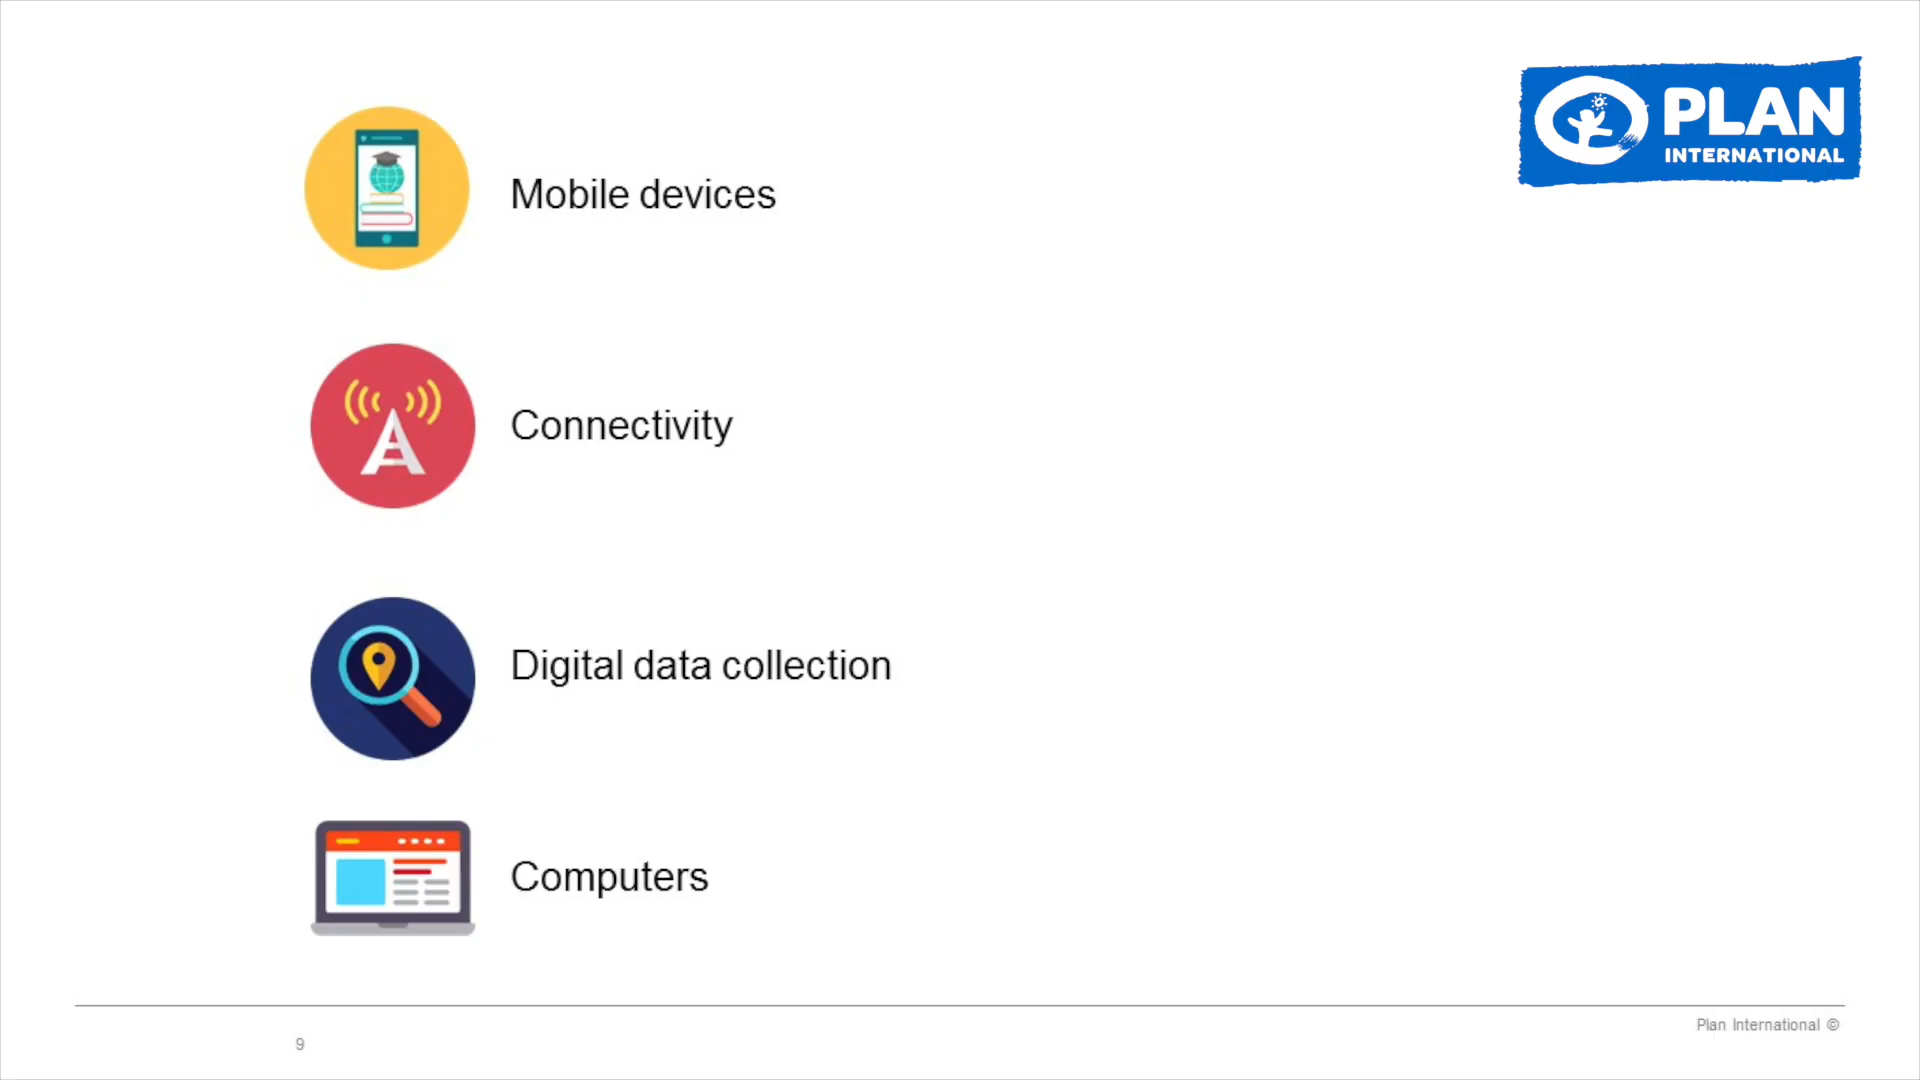 PLAN
INTERNATIONAL
Mobile devices
Connectivity
Digital data collection
Computers
Plan International ©
9